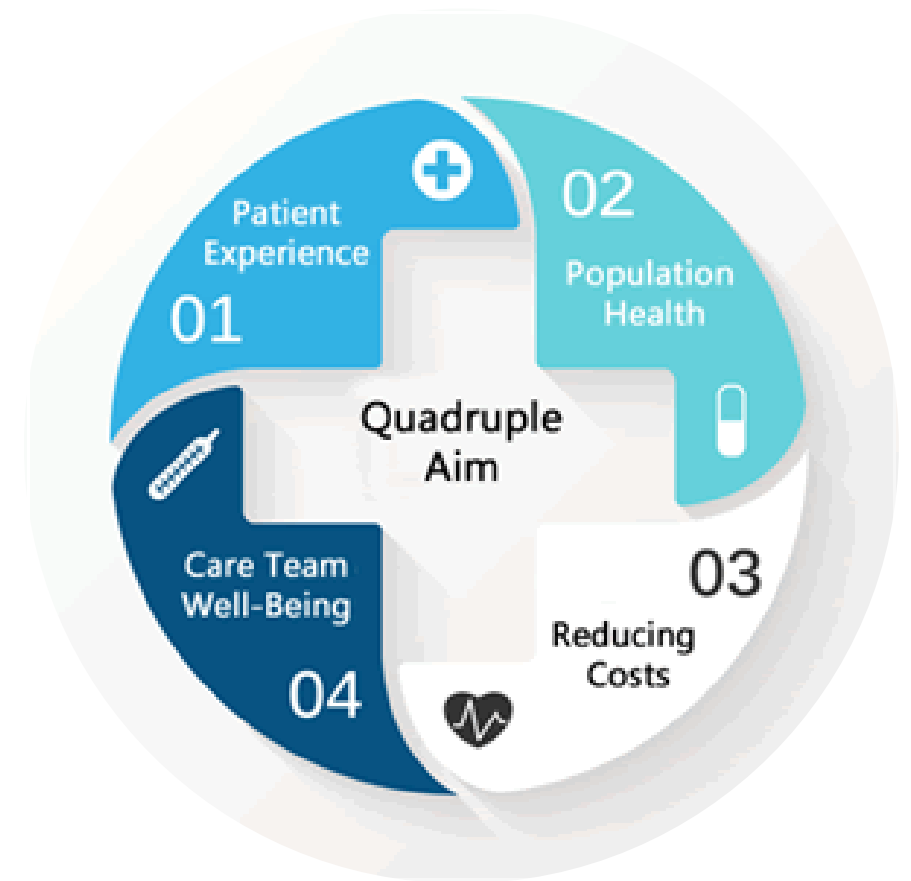 Patient
Experience
01
02
Population
Health
Quadruple
Aim
03
Reducing
Costs
Care Team
Well-Being
04